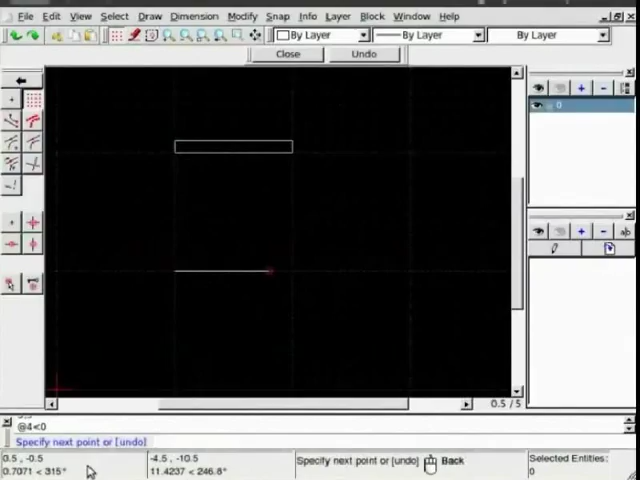 File Edit View Select Draw Dimension Modify Snap Info Layer Block Window Help
By Layer By Layer By Layer
Close Undo
0
0.5 / 5
@4<0
Specify next point or [undo]
0.5 , -0.5 -4.5 , -10.5 Specify next point or [undo] Back Selected Entities:
0.7071 < 315° 11.4237 < 246.8° 0